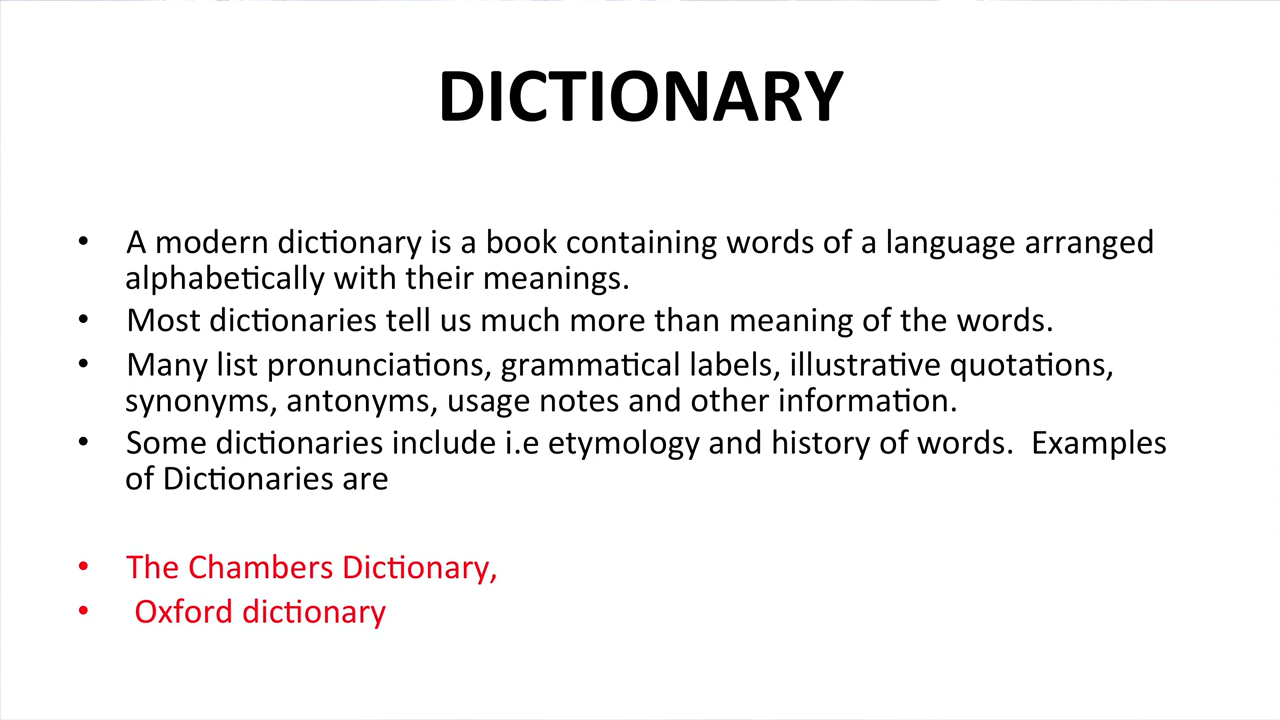 DICTIONARY
• A modern dictionary is a book containing words of a language arranged
alphabetically with their meanings.
• Most dictionaries tell us much more than meaning of the words.
• Many list pronunciations, grammatical labels, illustrative quotations,
synonyms, antonyms, usage notes and other information.
• Some dictionaries include i.e etymology and history of words.  Examples
of Dictionaries are
• The Chambers Dictionary,
• Oxford dictionary